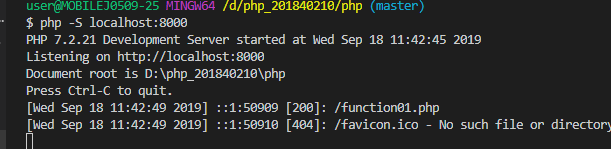 user@MOBILEJ0509-25 MINGW64 /d/php_201840210/php (master)
$ php -S localhost:8000
PHP 7.2.21 Development Server started at Wed Sep 18 11:42:45 2019
Listening on http://localhost:8000
Document root is D:\php_201840210\php
Press Ctrl-C to quit.
[Wed Sep 18 11:42:49 2019] ::1:50909 [200]: /function01.php
[Wed Sep 18 11:42:49 2019] ::1:50910 [404]: /favicon.ico - No such file or directory